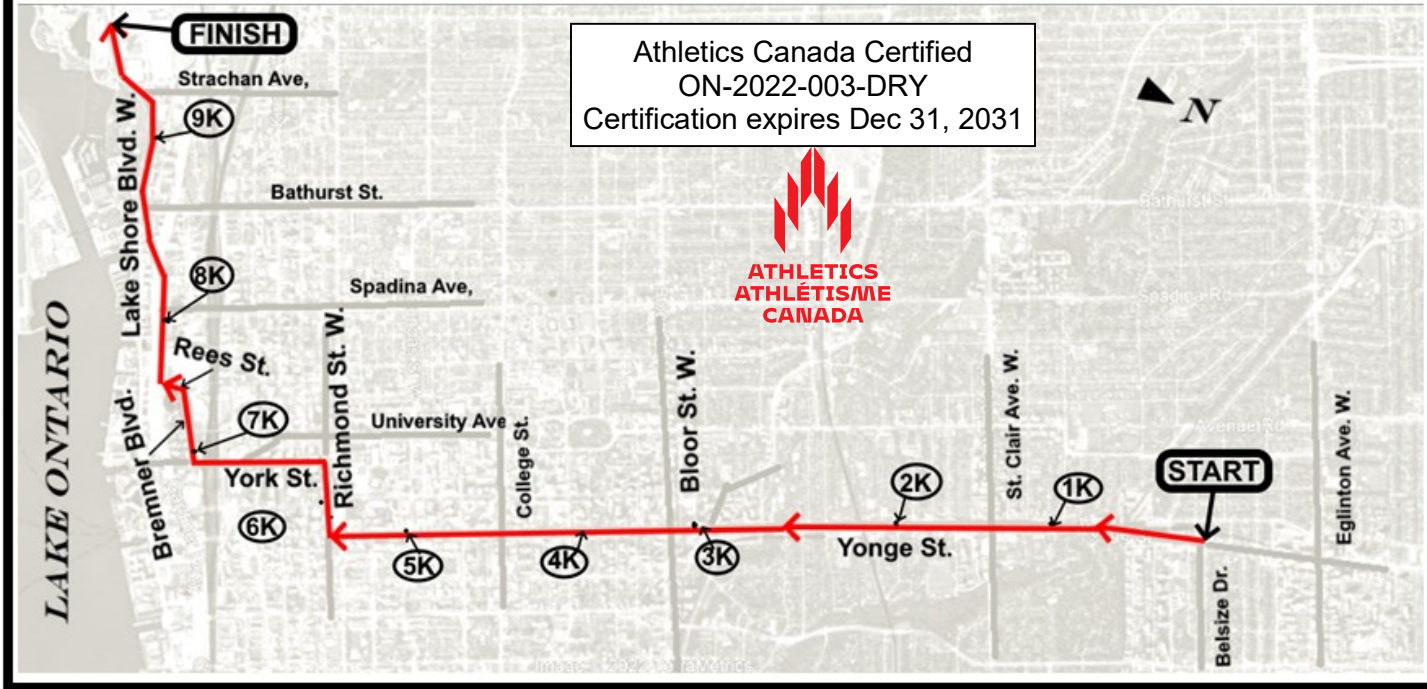 FINISH
Strachan Ave,
9K
Lake Shore Blvd. W.
Bathurst St.
8K
Spadina Ave,
Rees St.
Richmond St. W.
7K
University Ave
York St.
Bremner Blvd.
6K
LAKE ONTARIO
Athletics Canada Certified
ON-2022-003-DRY
Certification expires Dec 31, 2031
N
ATHLETICS
ATHLÉTISME
CANADA
Bathurst St
Spadina Rd
Avenue Rd
College St.
Bloor St. W.
St. Clair Ave. W.
Eglinton Ave. W.
START
1K
2K
Yonge St.
3K
4K
5K
Belsize Dr.